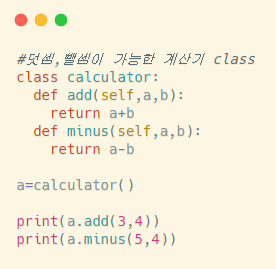 #덧셈,뺄셈이 가능한 계산기 class
class calculator:
  def add(self,a,b):
    return a+b
  def minus(self,a,b):
    return a-b

a=calculator()

print(a.add(3,4))
print(a.minus(5,4))